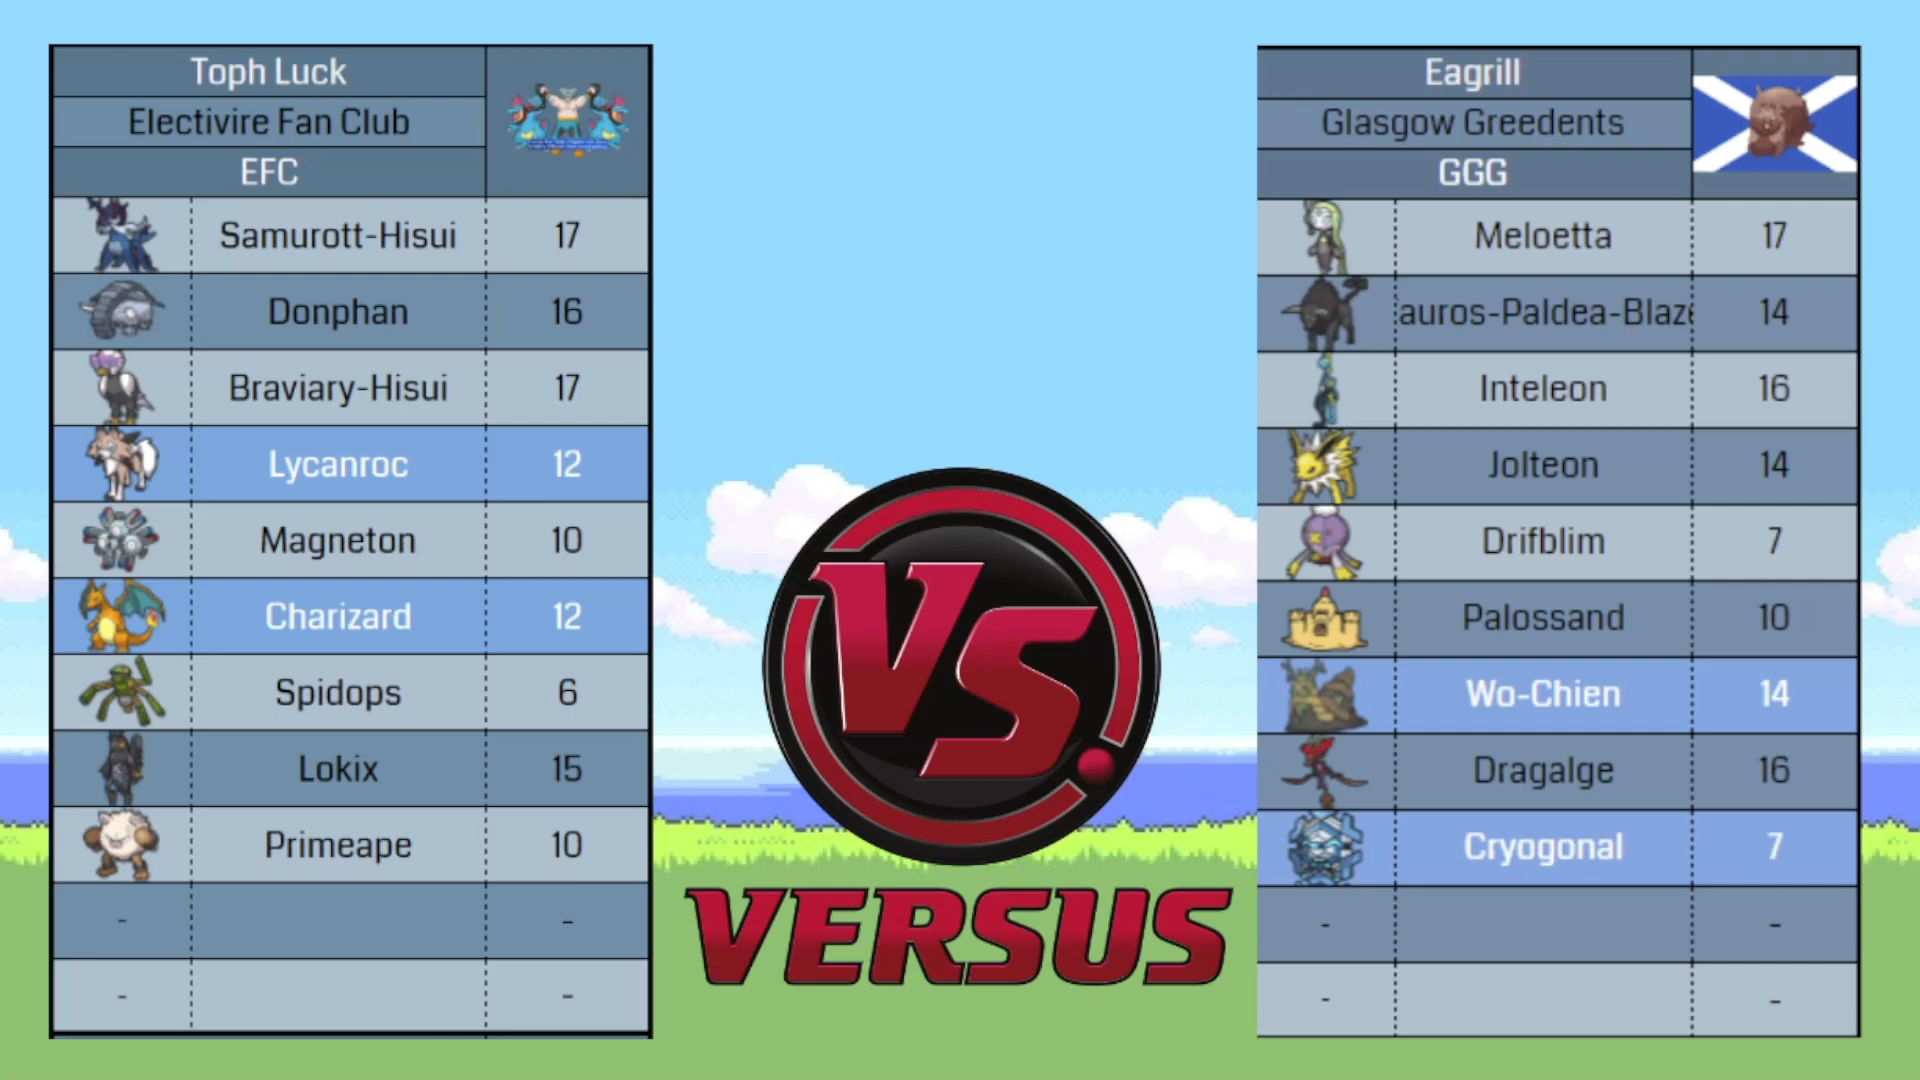 Toph Luck
Electivire Fan Club
EFC
Samurott-Hisui 17
Donphan 16
Braviary-Hisui 17
Lycanroc 12
Magneton 10
Charizard 12
Spidops 6
Lokix 15
Primeape 10
- -
- -
VS.
VERSUS
Eagrill
Glasgow Greedents
GGG
Meloetta 17
auros-Paldea-Blaz 14
Inteleon 16
Jolteon 14
Drifblim 7
Palossand 10
Wo-Chien 14
Dragalge 16
Cryogonal 7
- -
- -